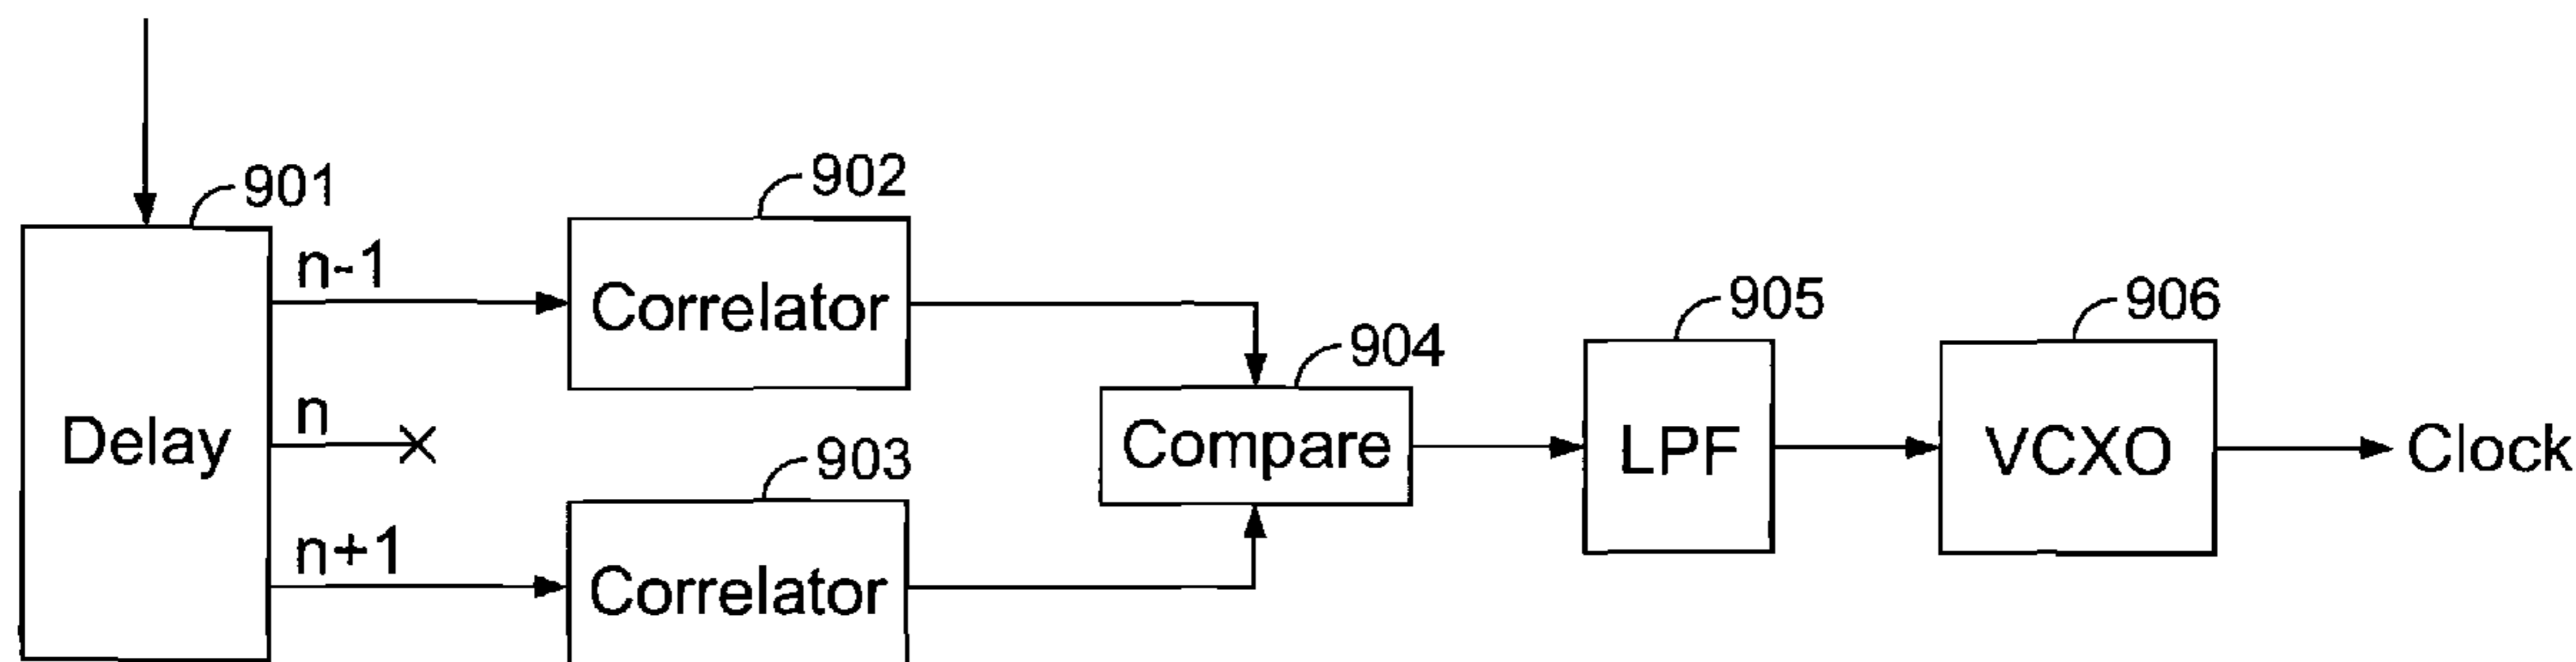 901
Delay
n-1
n
n+1
902
Correlator
903
Correlator
904
Compare
905
LPF
906
VCXO
Clock